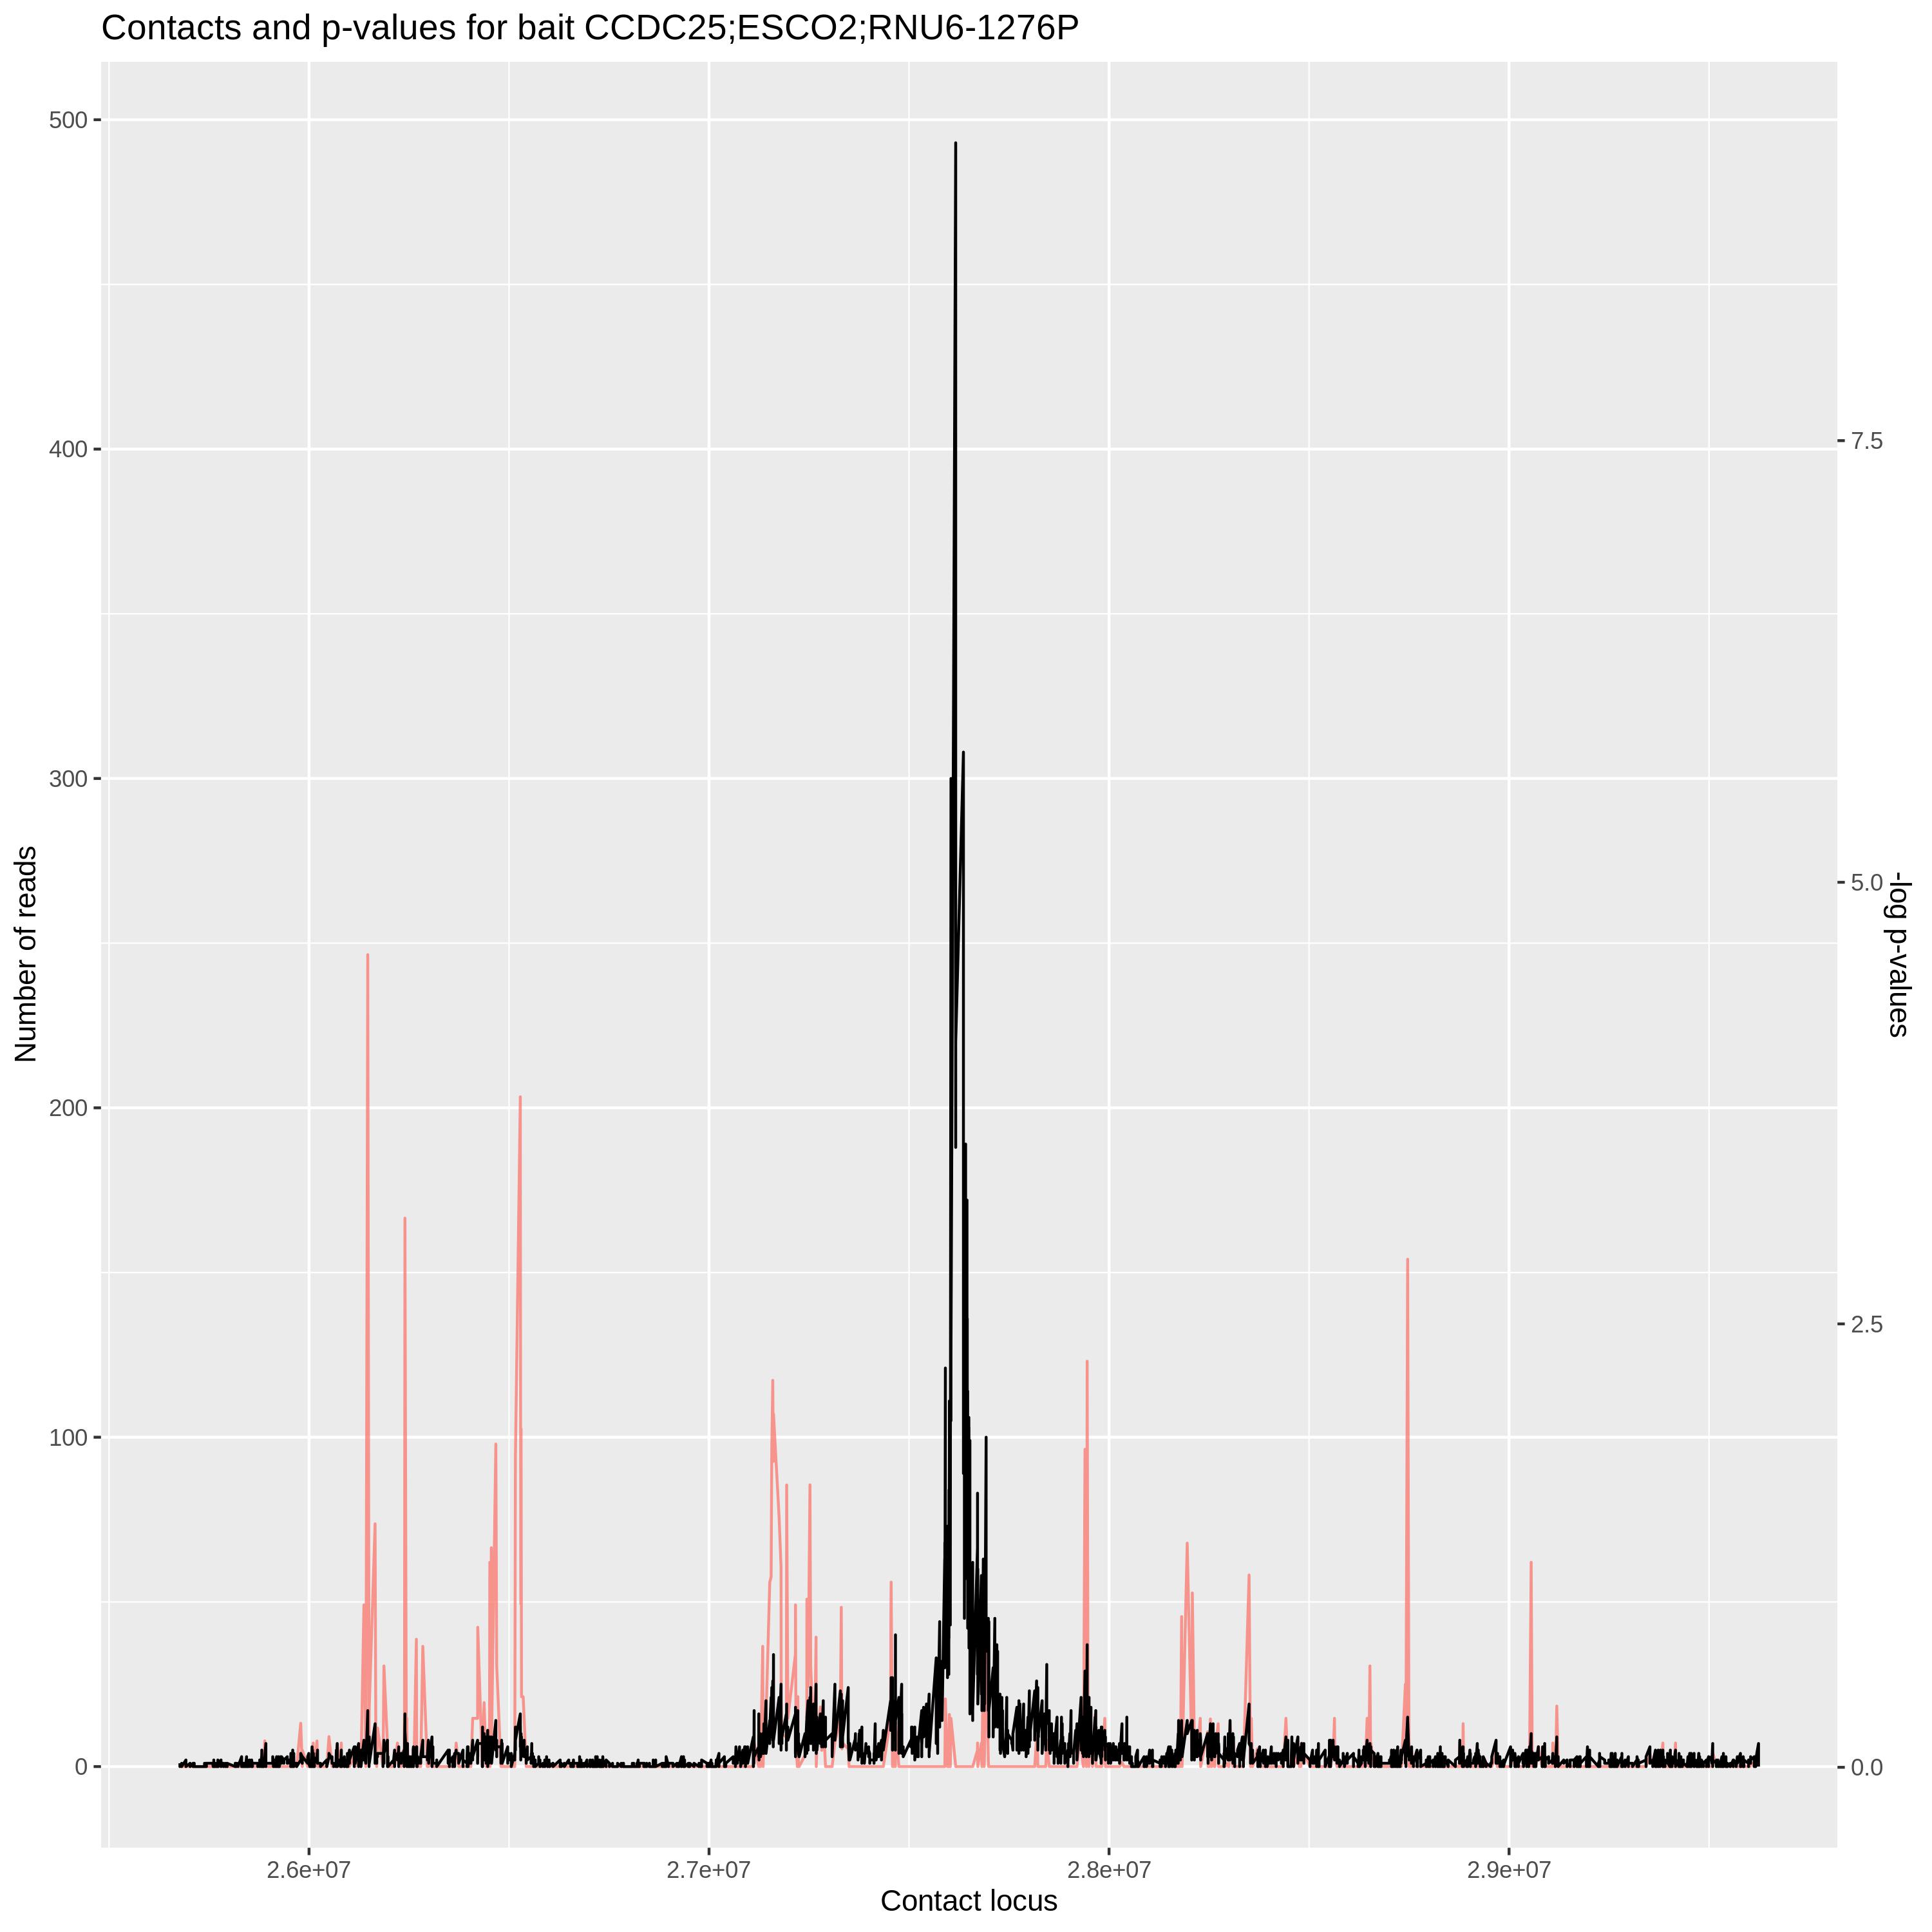 Contacts and p-values for bait CCDC25;ESCO2;RNU6-1276P
500
400
300
200
100
0
Number of reads
7.5
5.0
2.5
0.0
-log p-values
2.6e+07
2.7e+07
2.8e+07
2.9e+07
Contact locus